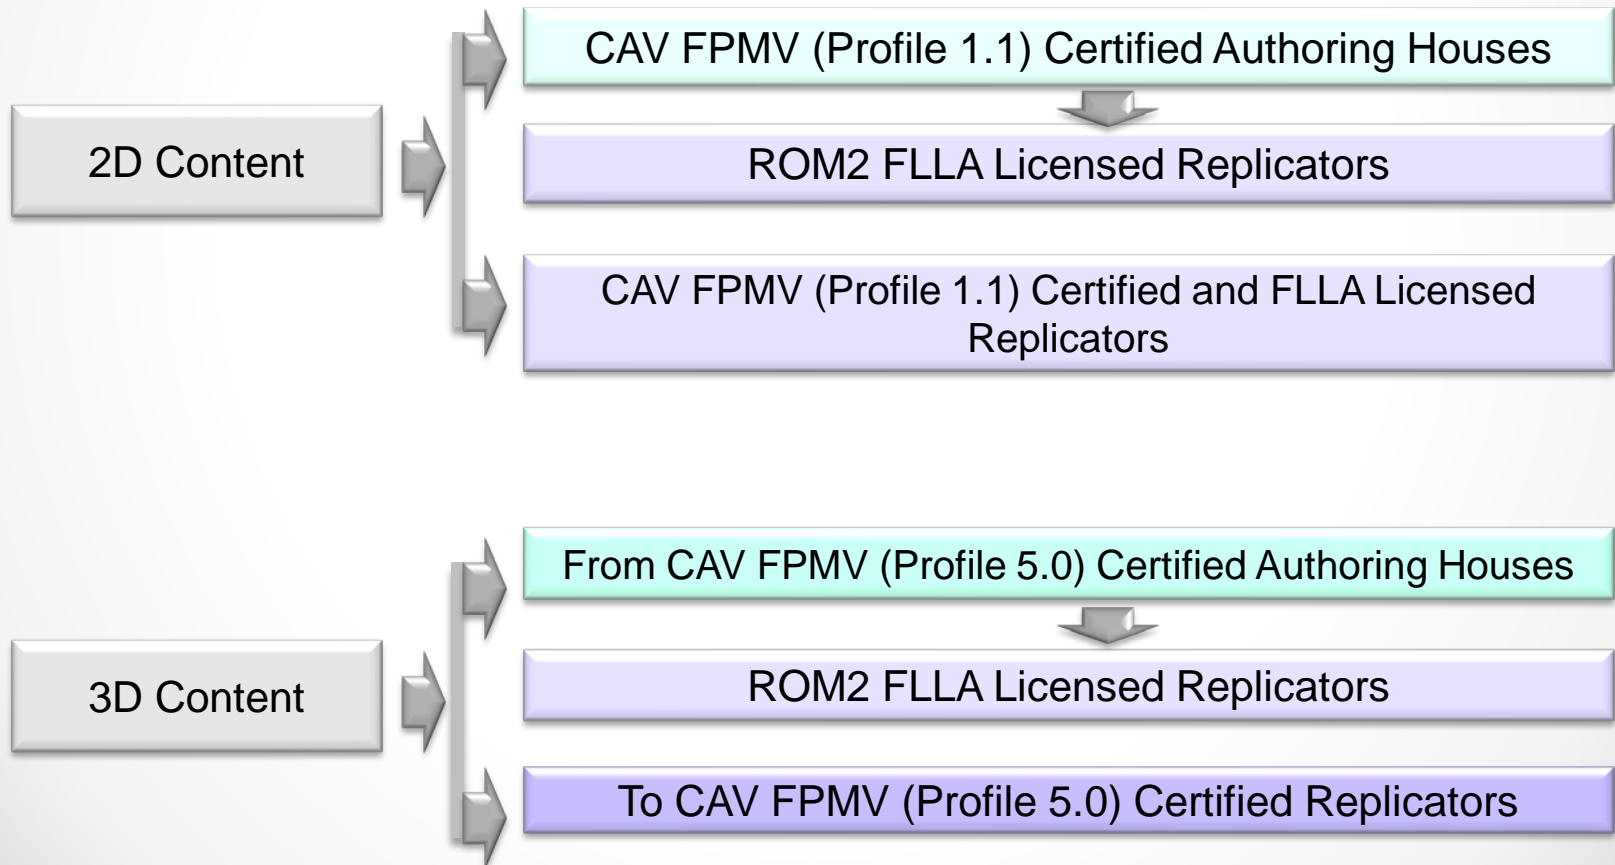 CAV FPMV (Profile 1.1) Certified Authoring Houses
2D Content
ROM2 FLLA Licensed Replicators
CAV FPMV (Profile 1.1) Certified and FLLA Licensed
Replicators
From CAV FPMV (Profile 5.0) Certified Authoring Houses
3D Content
ROM2 FLLA Licensed Replicators
To CAV FPMV (Profile 5.0) Certified Replicators